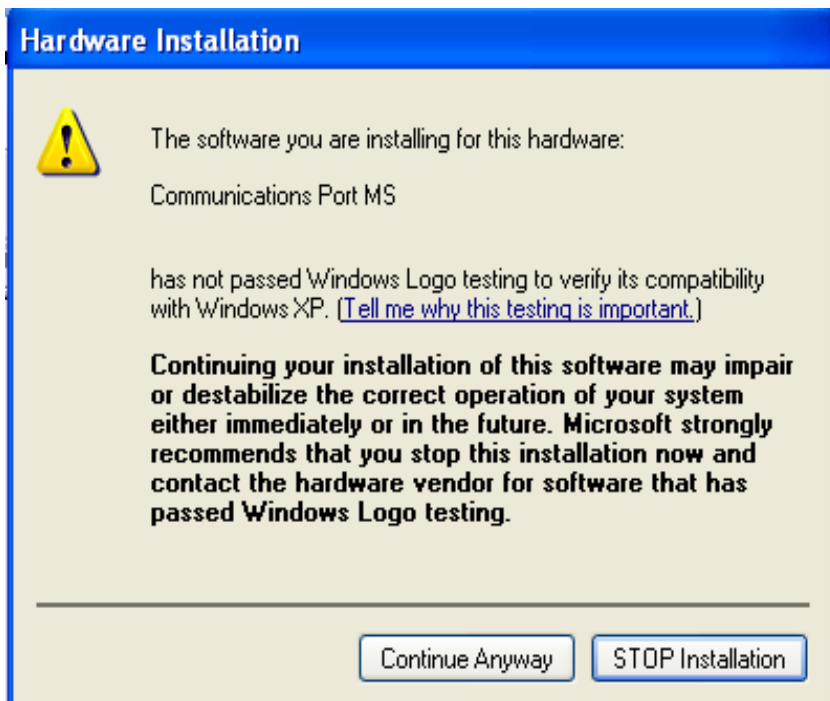 Hardware Installation
The software you are installing for this hardware:
Communications Port MS
has not passed Windows Logo testing to verify its compatibility
with Windows XP. (Tell me why this testing is important.)
Continuing your installation of this software may impair
or destabilize the correct operation of your system
either immediately or in the future. Microsoft strongly
recommends that you stop this installation now and
contact the hardware vendor for software that has
passed Windows Logo testing.
Continue Anyway
STOP Installation